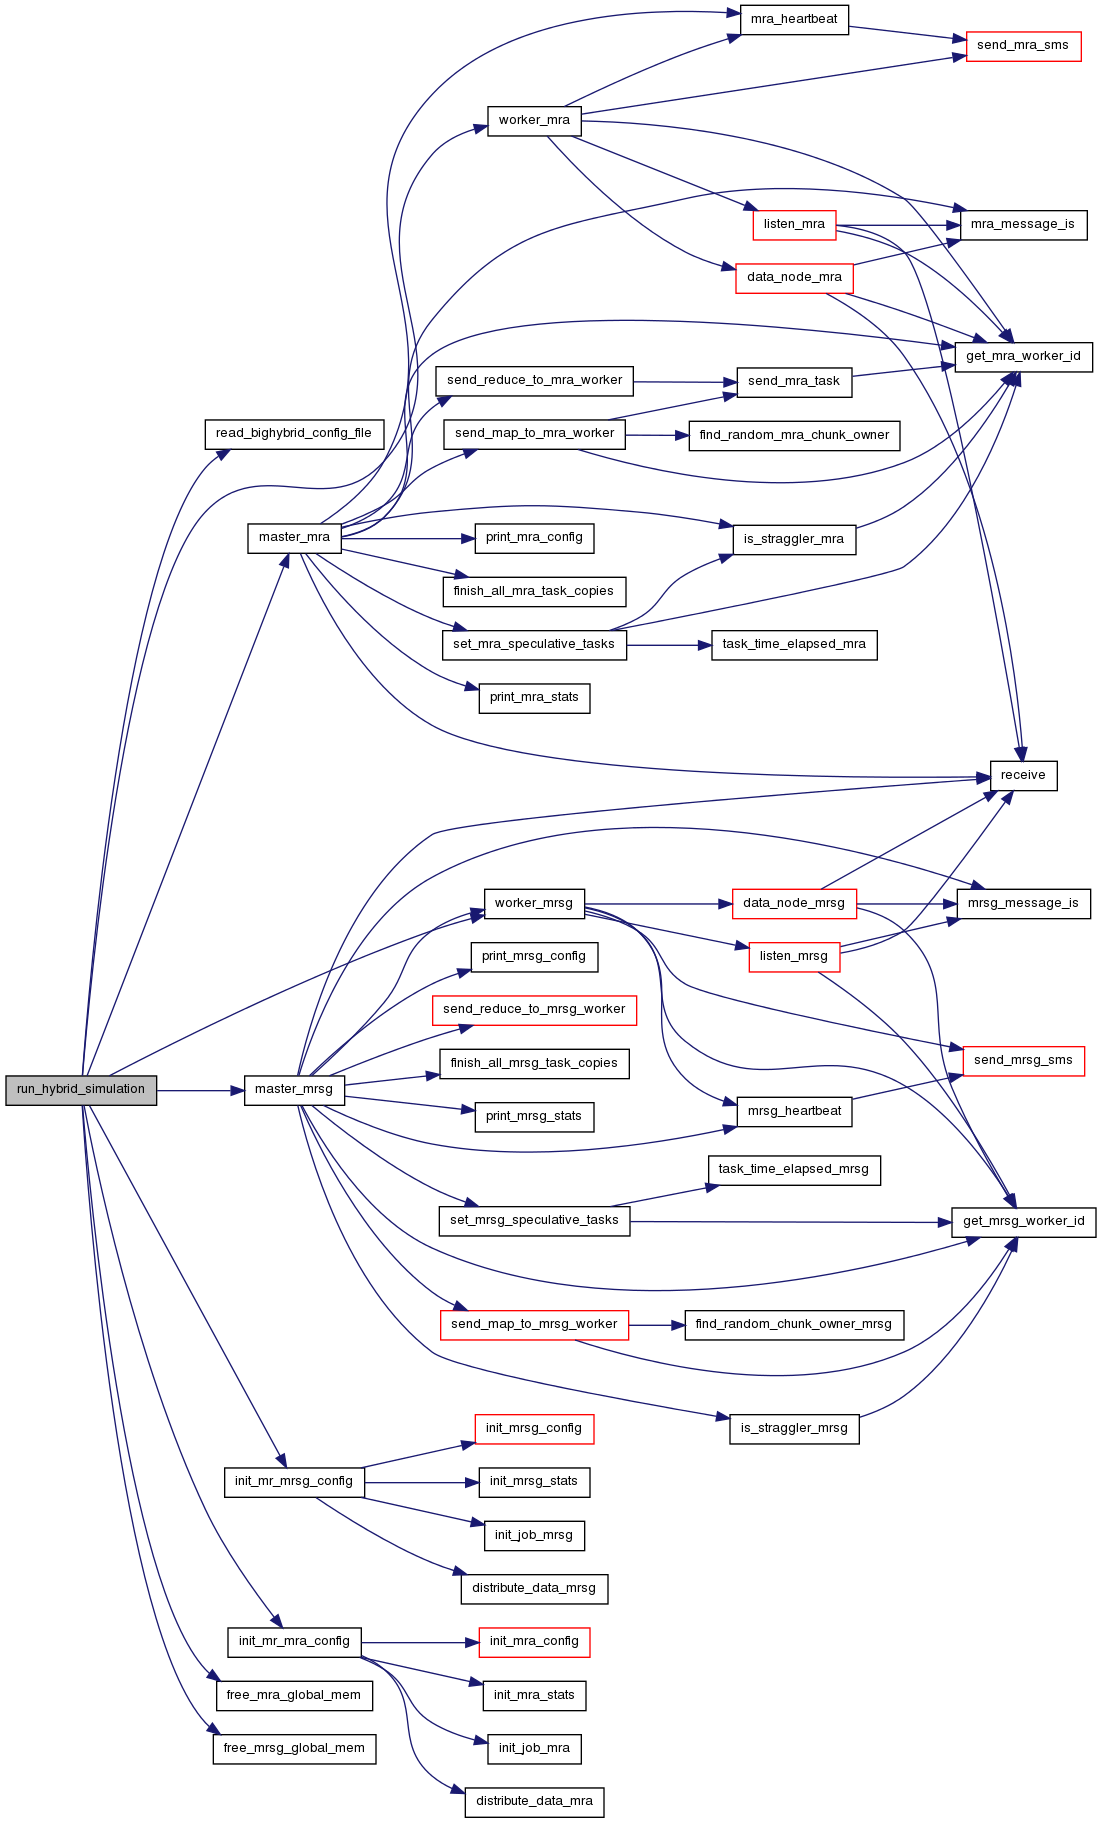 mra_heartbeat
send_mra_sms
worker_mra
listen_mra
mra_message_is
data_node_mra
get_mra_worker_id
send_reduce_to_mra_worker
send_mra_task
read_bighybrid_config_file
send_map_to_mra_worker
find_random_mra_chunk_owner
master_mra
print_mra_config
is_straggler_mra
finish_all_mra_task_copies
set_mra_speculative_tasks
task_time_elapsed_mra
print_mra_stats
receive
worker_mrsg
data_node_mrsg
mrsg_message_is
print_mrsg_config
listen_mrsg
send_reduce_to_mrsg_worker
finish_all_mrsg_task_copies
send_mrsg_sms
run_hybrid_simulation
master_mrsg
print_mrsg_stats
mrsg_heartbeat
task_time_elapsed_mrsg
set_mrsg_speculative_tasks
get_mrsg_worker_id
send_map_to_mrsg_worker
find_random_chunk_owner_mrsg
is_straggler_mrsg
init_mrsg_config
init_mr_mrsg_config
init_mrsg_stats
init_job_mrsg
distribute_data_mrsg
init_mr_mra_config
init_mra_config
free_mra_global_mem
init_mra_stats
free_mrsg_global_mem
init_job_mra
distribute_data_mra